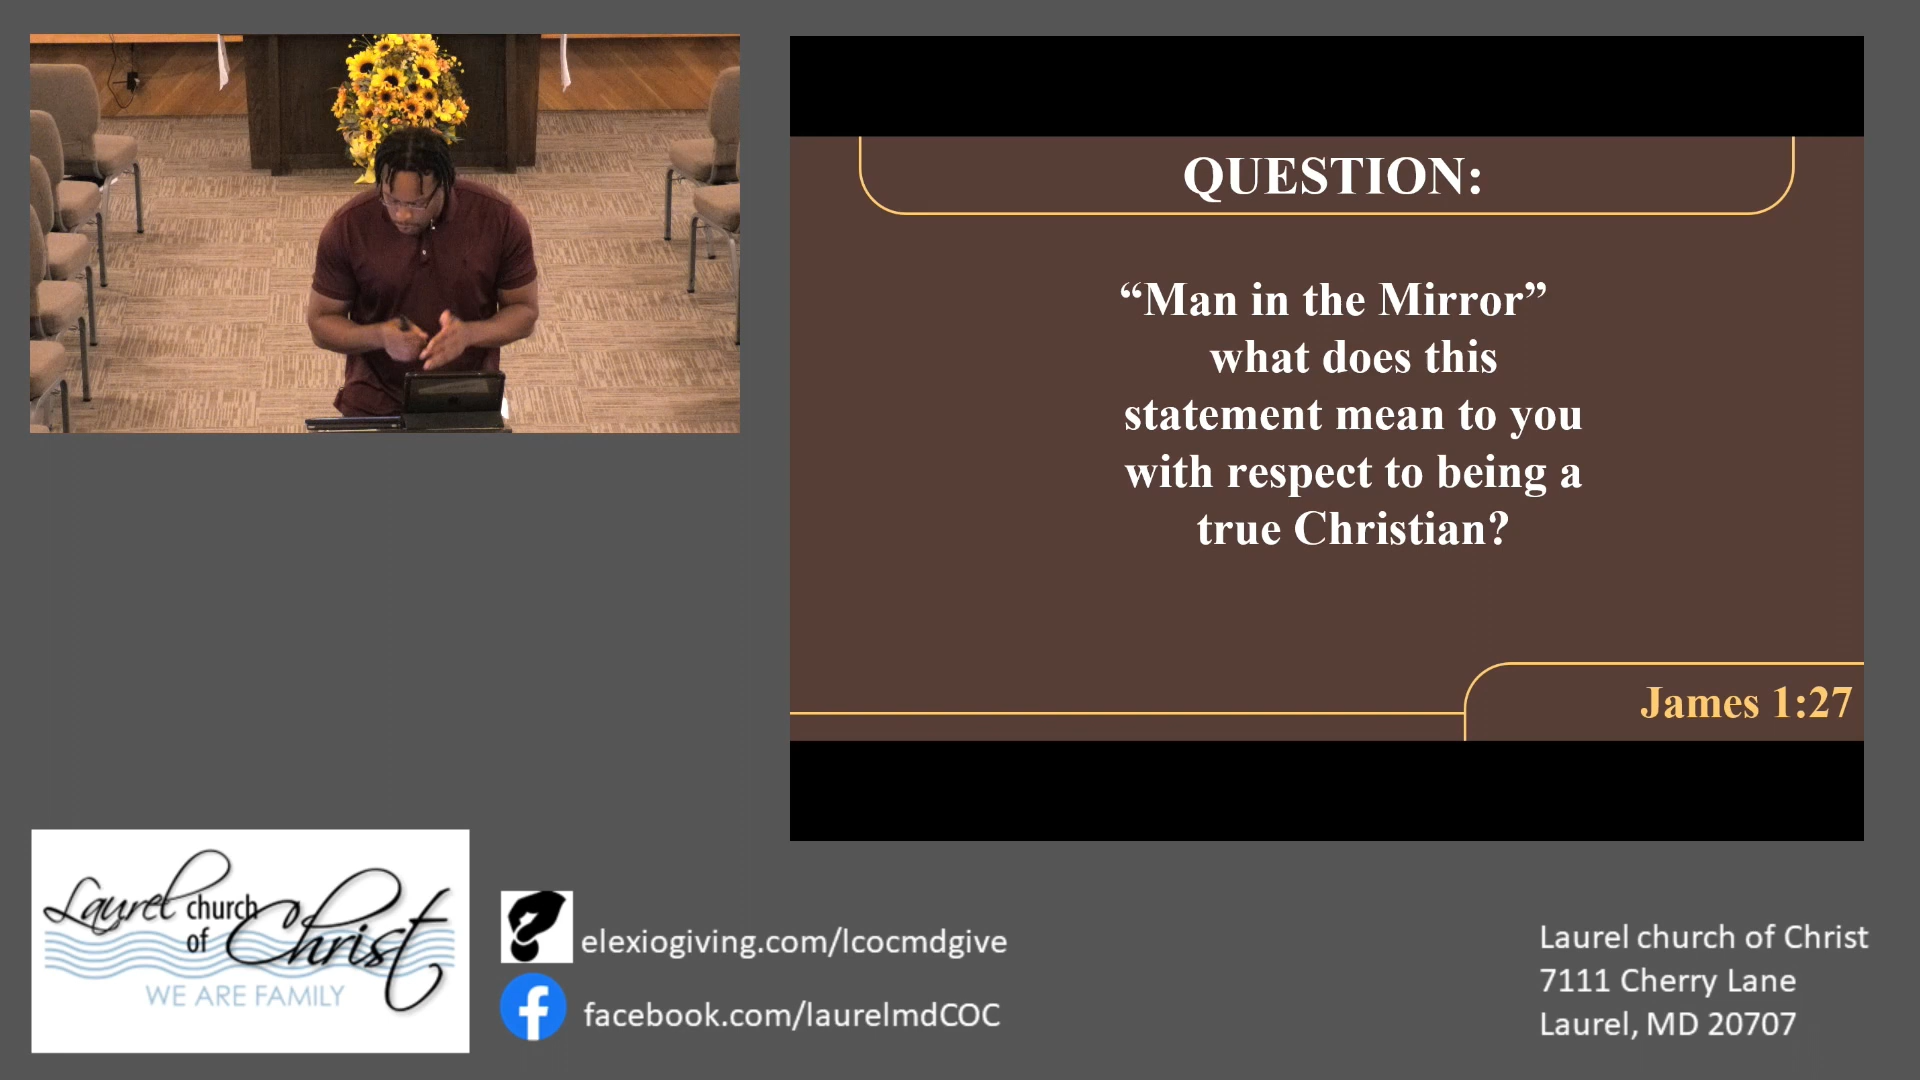 QUESTION:
“Man in the Mirror”
what does this
statement mean to you
with respect to being a
true Christian?
James 1:27
Laurel church
of Christ
WE ARE FAMILY
elexiogiving.com/lcocmdgive
facebook.com/laurelmdCOC
Laurel church of Christ
7111 Cherry Lane
Laurel, MD 20707